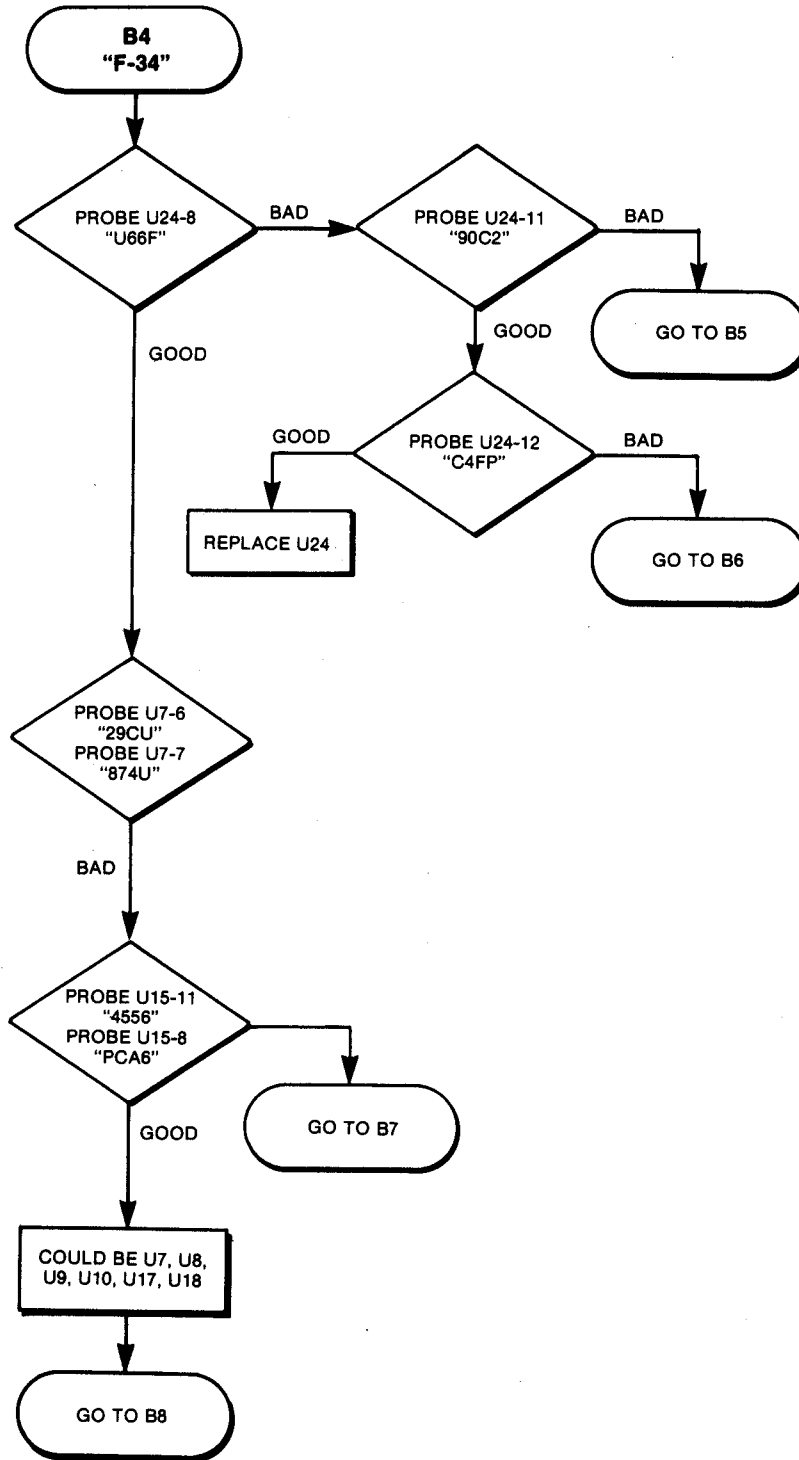 B4
"F-34"
PROBE U24-8
"U66F"
BAD
PROBE U24-11
"90C2"
BAD
GO TO B5
GOOD
GOOD
PROBE U24-12
"C4FP"
GOOD
BAD
REPLACE U24
GO TO B6
PROBE U7-6
"29CU"
PROBE U7-7
"874U"
BAD
PROBE U15-11
"4556"
PROBE U15-8
"PCA6"
GO TO B7
GOOD
COULD BE U7, U8,
U9, U10, U17, U18
GO TO B8